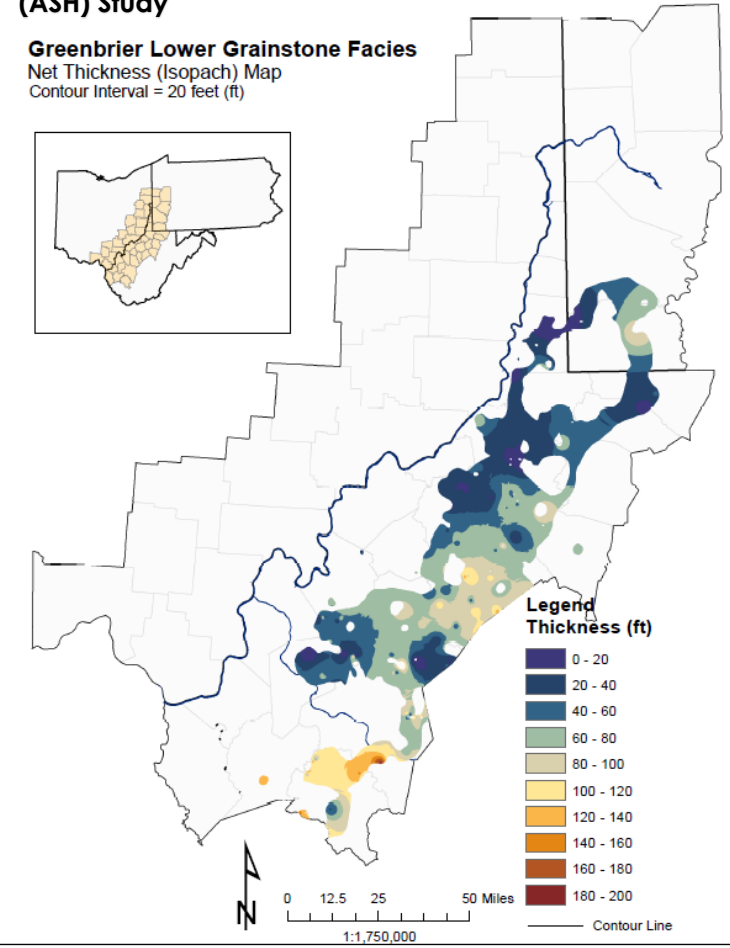 (ASH) Study
Greenbrier Lower Grainstone Facies
Net Thickness (Isopach) Map
Contour Interval = 20 feet (ft)
Legend
Thickness (ft)
0 - 20
20 - 40
40 - 60
60 - 80
80 - 100
100 - 120
120 - 140
140 - 160
160 - 180
180 - 200
Contour Line
N
0 12.5 25 50 Miles
1:1,750,000